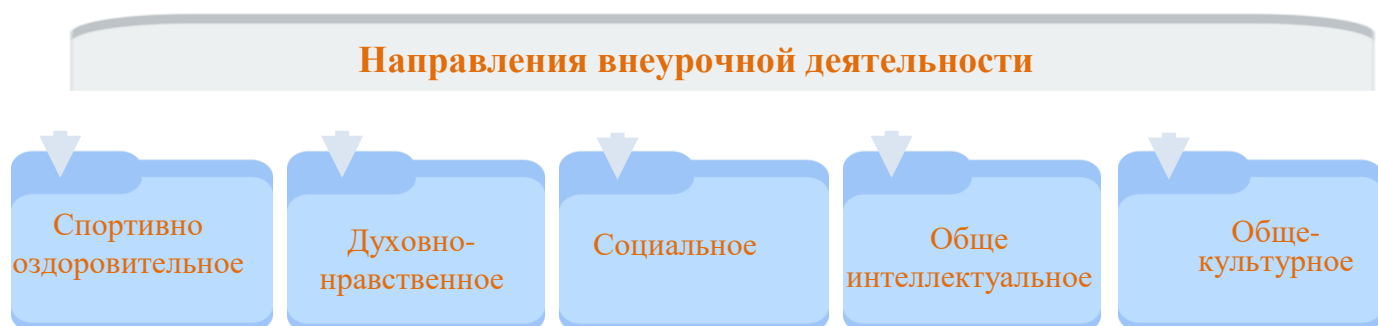 Направления внеурочной деятельности
Спортивно
оздоровительное
Духовно-
нравственное
Социальное
Обще
интеллектуальное
Обще-
культурное